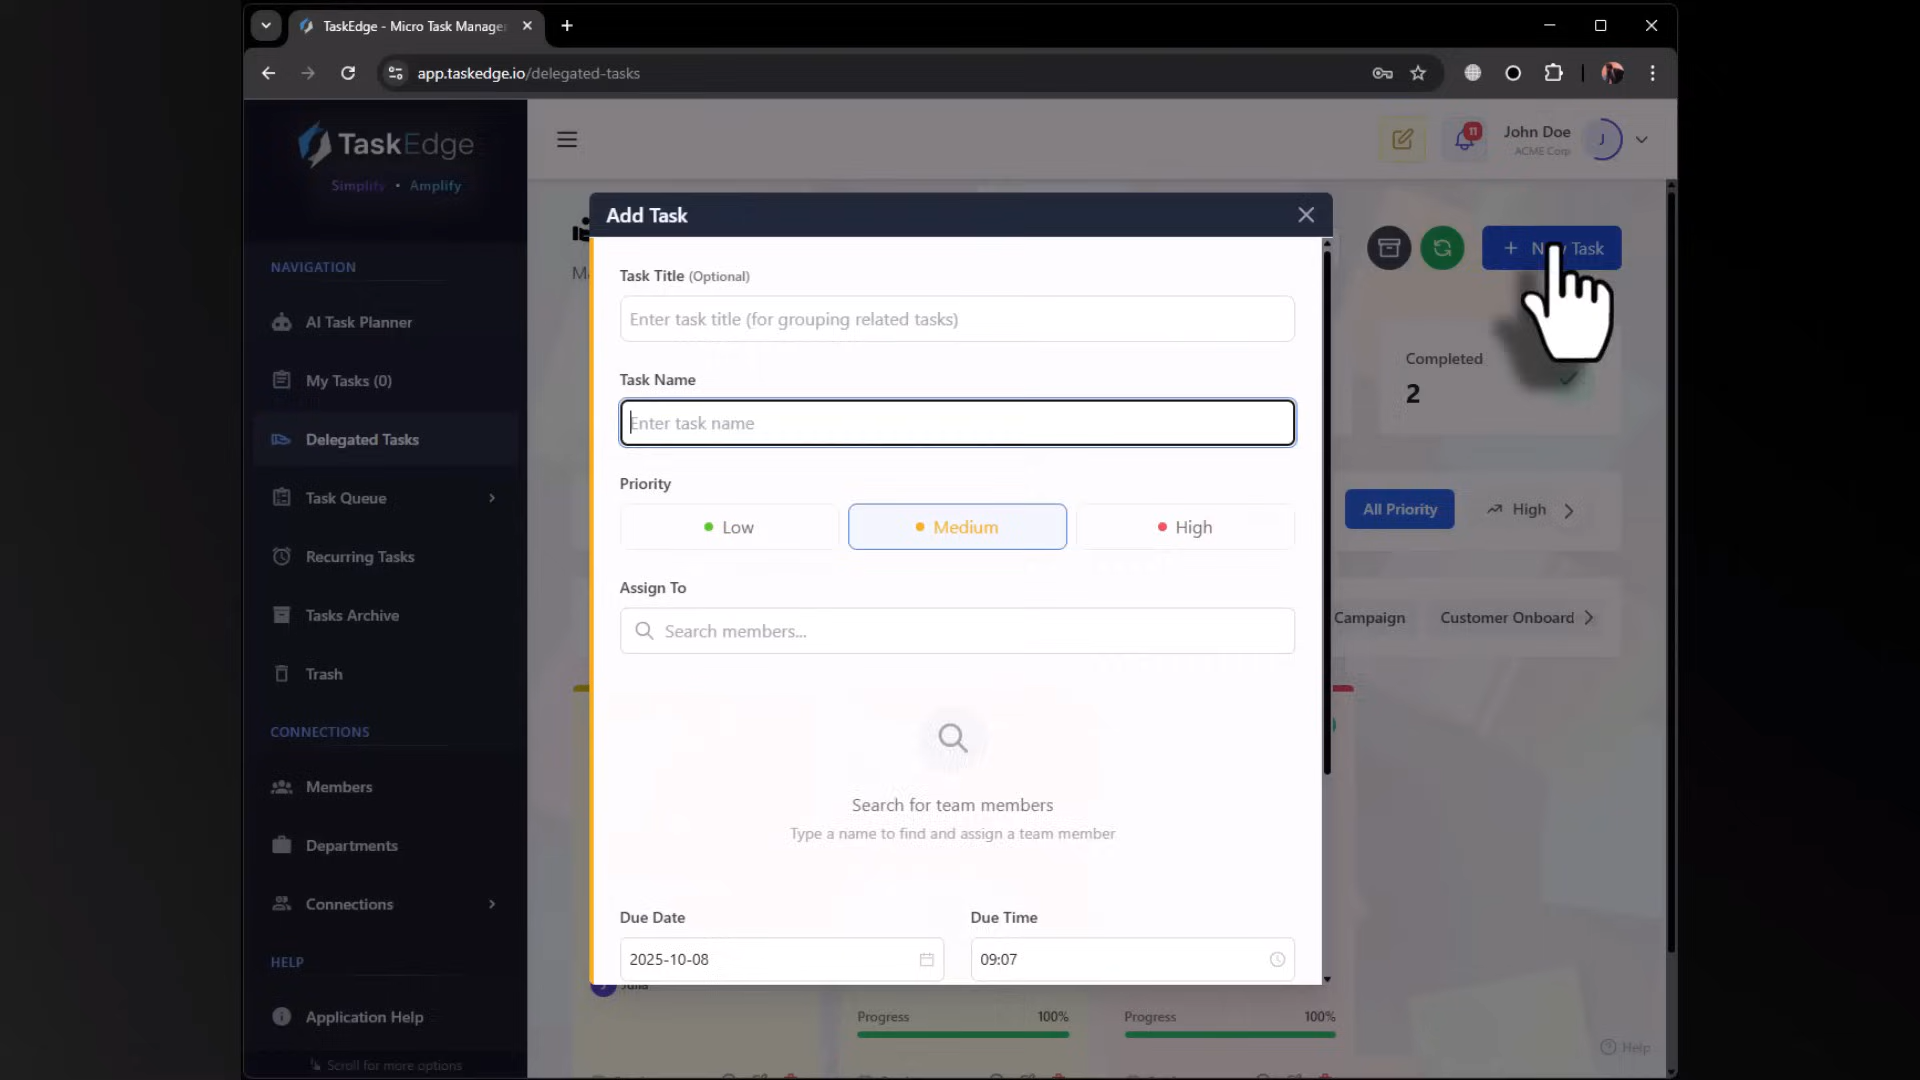 TaskEdge - Micro Task Manage
app.taskedge.io/delegated-tasks
TaskEdge
Simplify • Amplify
11
John Doe
ACME Corp
J
NAVIGATION
AI Task Planner
My Tasks (0)
Delegated Tasks
Task Queue
Recurring Tasks
Tasks Archive
Trash
CONNECTIONS
Members
Departments
Connections
HELP
Application Help
Scroll for more options
Add Task
Task Title (Optional)
Enter task title (for grouping related tasks)
Task Name
Enter task name
Priority
Low
Medium
High
Assign To
Search members...
Search for team members
Type a name to find and assign a team member
Due Date
Due Time
2025-10-08
09:07
Task
Completed
2
All Priority
High
Campaign
Customer Onboard
Progress 100%
Progress 100%
Help